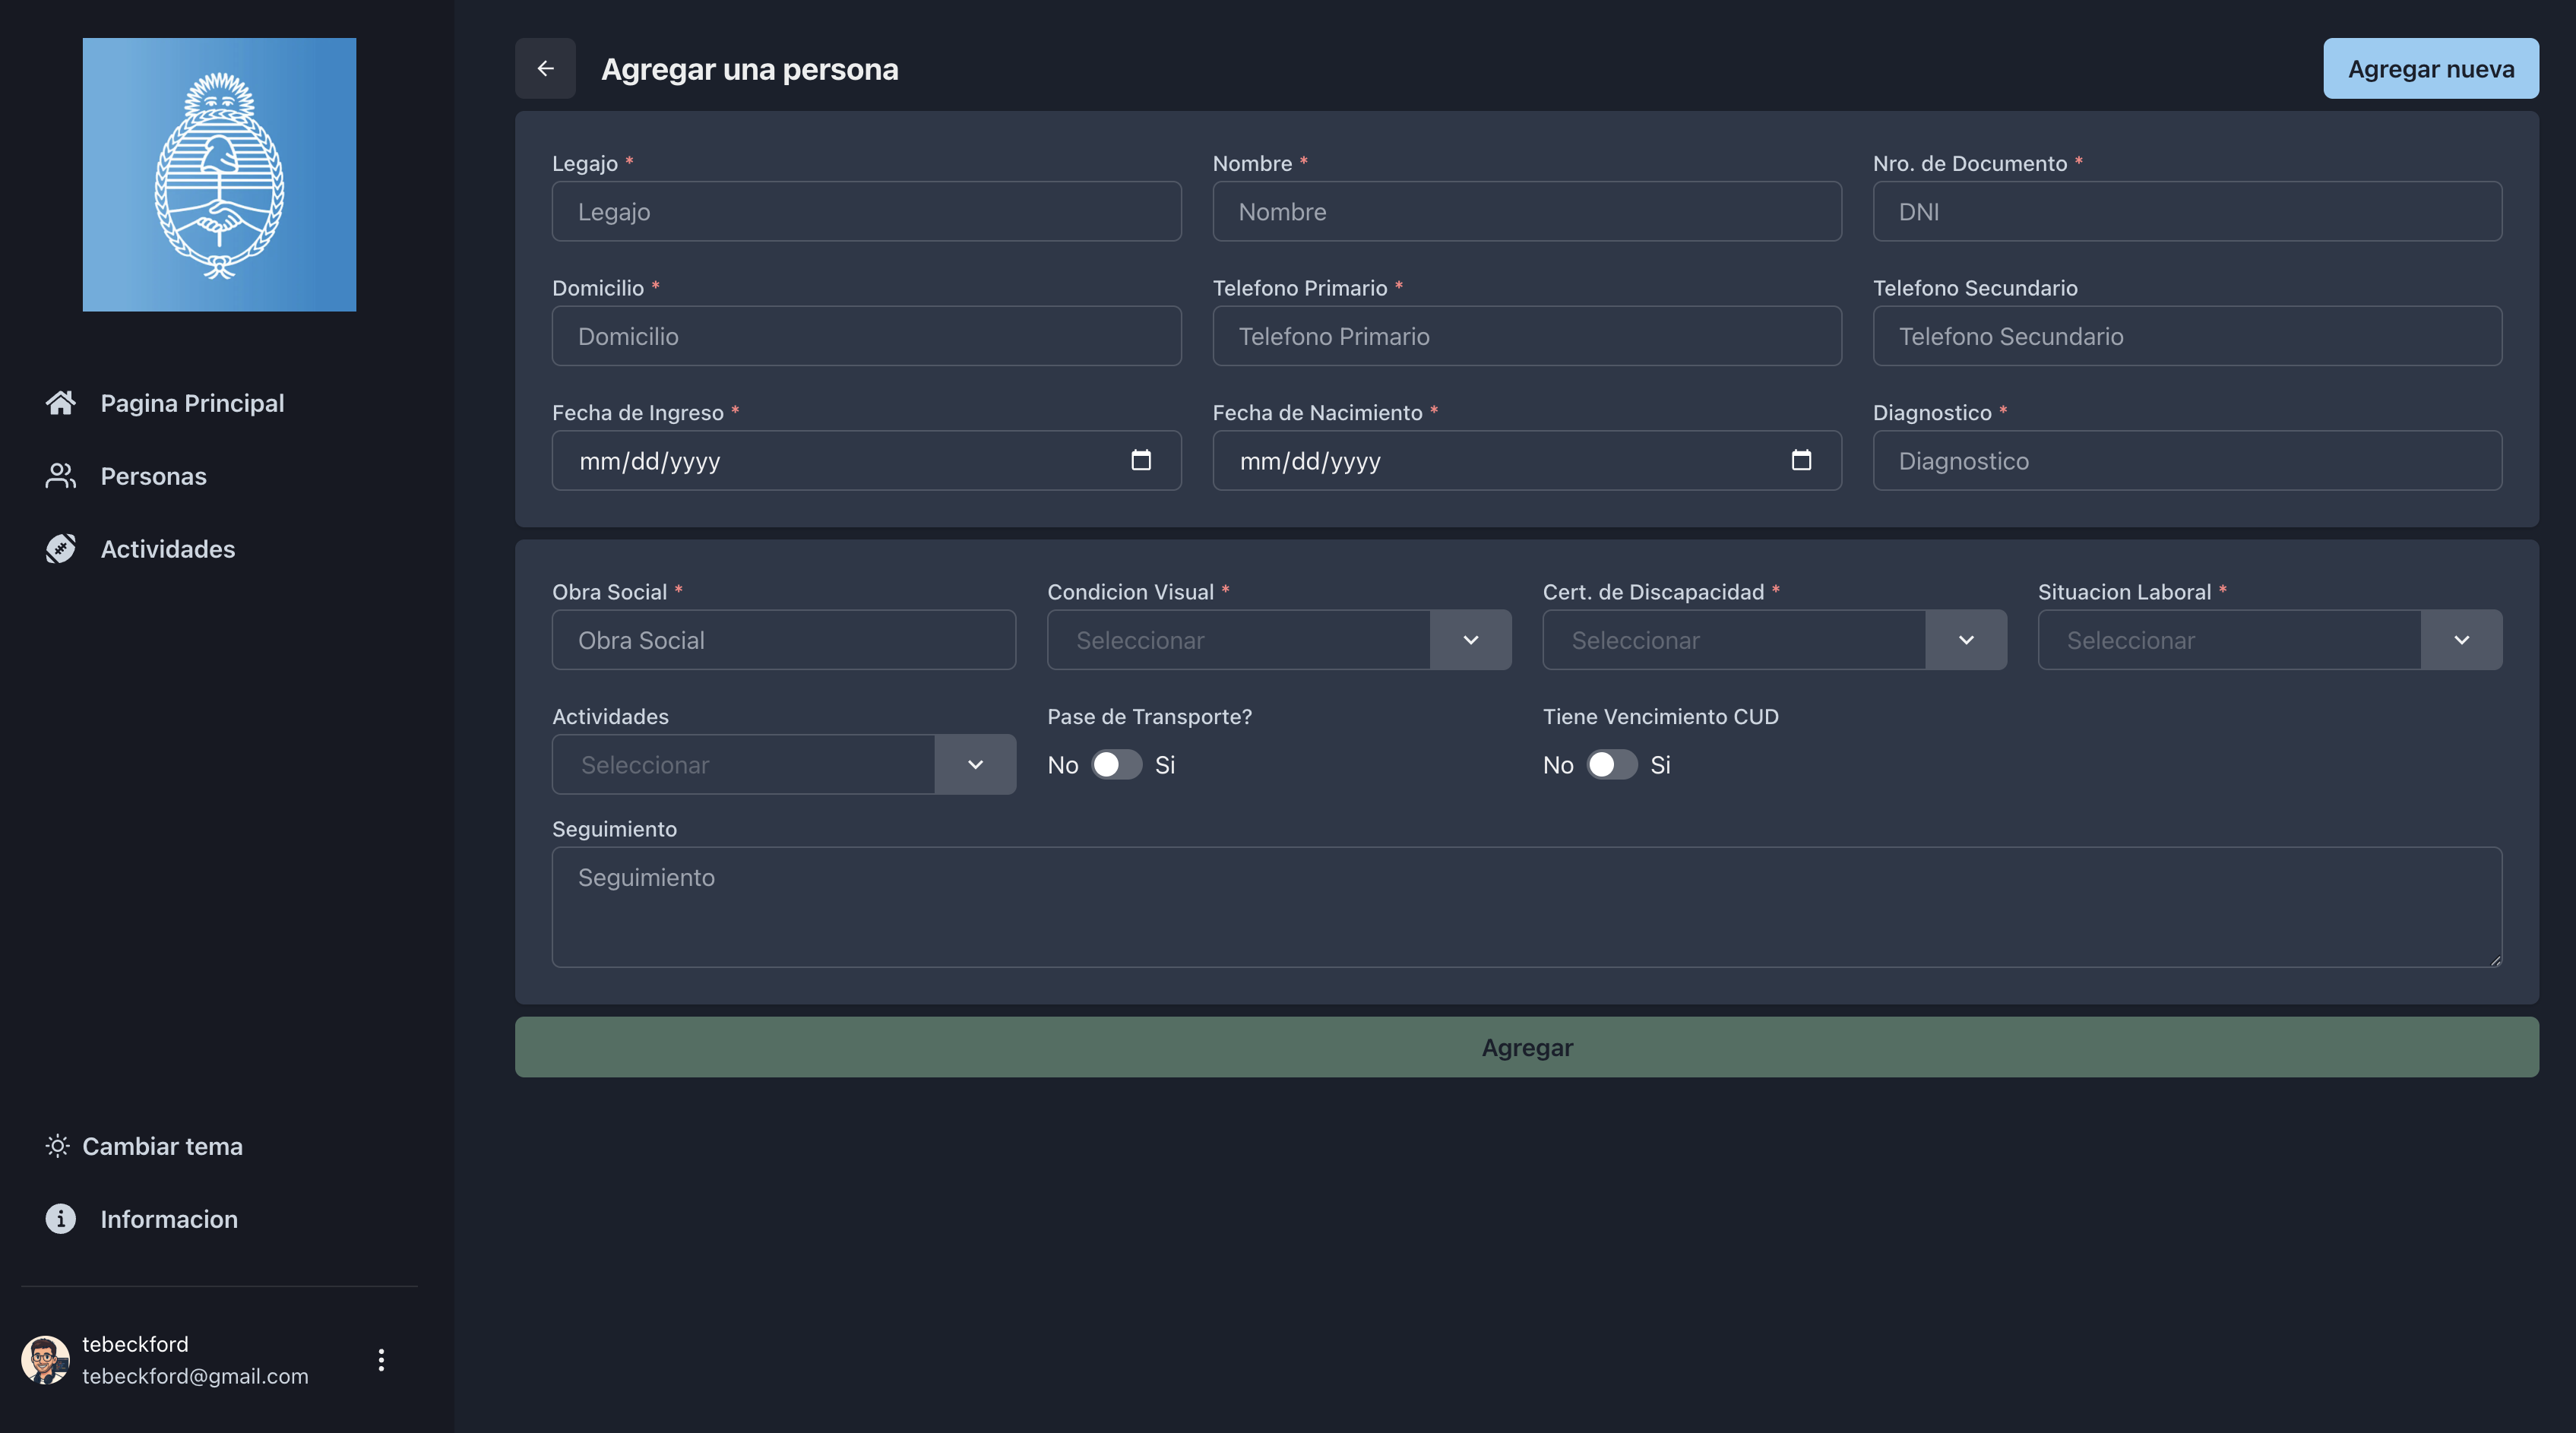 Agregar una persona
Agregar nueva
Pagina Principal
Personas
Actividades
Cambiar tema
Informacion
tebeckford
tebeckford@gmail.com
Legajo *
Nombre *
Nro. de Documento *
Legajo
Nombre
DNI
Domicilio *
Telefono Primario *
Telefono Secundario
Domicilio
Telefono Primario
Telefono Secundario
Fecha de Ingreso *
Fecha de Nacimiento *
Diagnostico *
mm/dd/yyyy
mm/dd/yyyy
Diagnostico
Obra Social *
Condicion Visual *
Cert. de Discapacidad *
Situacion Laboral *
Obra Social
Seleccionar
Seleccionar
Seleccionar
Actividades
Pase de Transporte?
Tiene Vencimiento CUD
Seleccionar
No Si
No Si
Seguimiento
Seguimiento
Agregar